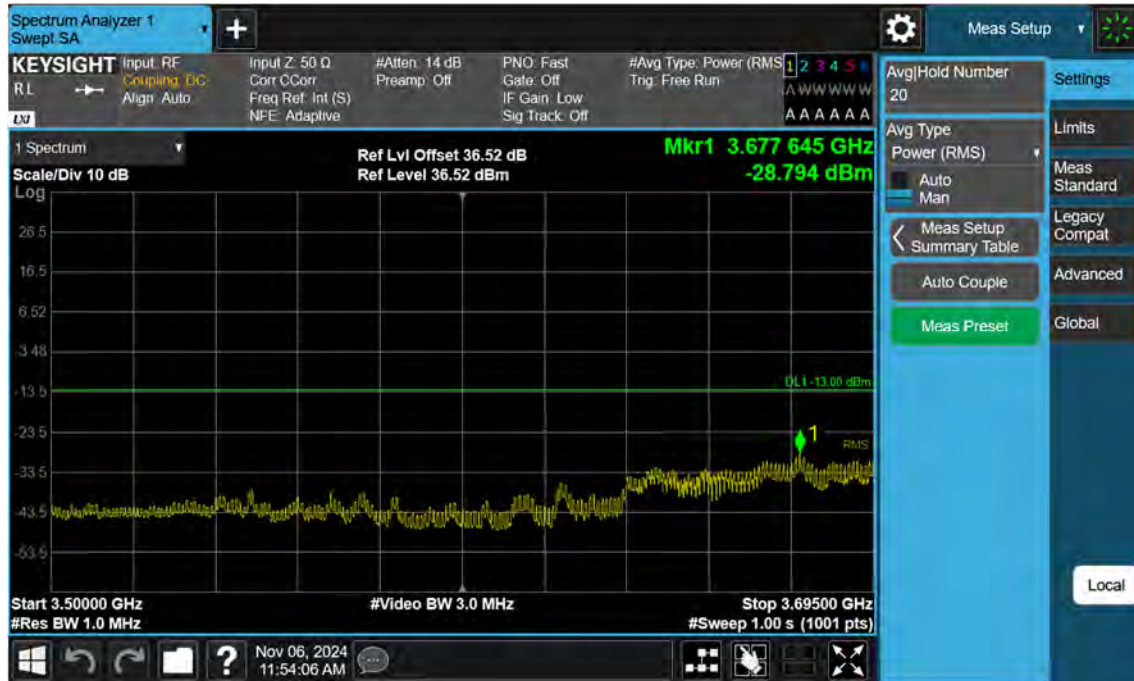 Spectrum Analyzer 1
Swept SA
+
Meas Setup
KEYSIGHT
RL
LXI
Input: RF
Coupling: DC
Align: Auto
Input Z: 50 Ω
Corr CCorr
Freq Ref: Int (S)
NFE: Adaptive
#Atten: 14 dB
Preamp: Off
PNO: Fast
Gate: Off
IF Gain: Low
Sig Track: Off
#Avg Type: Power (RMS)
Trig: Free Run
1 2 3 4 5 6
A W W W W W
A A A A A A
1 Spectrum
Scale/Div 10 dB
Log
Ref Lvl Offset 36.52 dB
Ref Level 36.52 dBm
Mkr1 3.677 645 GHz
-28.794 dBm
26.5
16.5
6.52
-3.48
-13.5
-23.5
-33.5
-43.5
-53.5
DL1 -13.00 dBm
1
RMS
Start 3.50000 GHz
#Res BW 1.0 MHz
#Video BW 3.0 MHz
Stop 3.69500 GHz
#Sweep 1.00 s (1001 pts)
?
Nov 06, 2024
11:54:06 AM
Avg|Hold Number
20
Avg Type
Power (RMS)
Auto
Man
Meas Setup
Summary Table
Auto Couple
Meas Preset
Settings
Limits
Meas
Standard
Legacy
Compat
Advanced
Global
Local